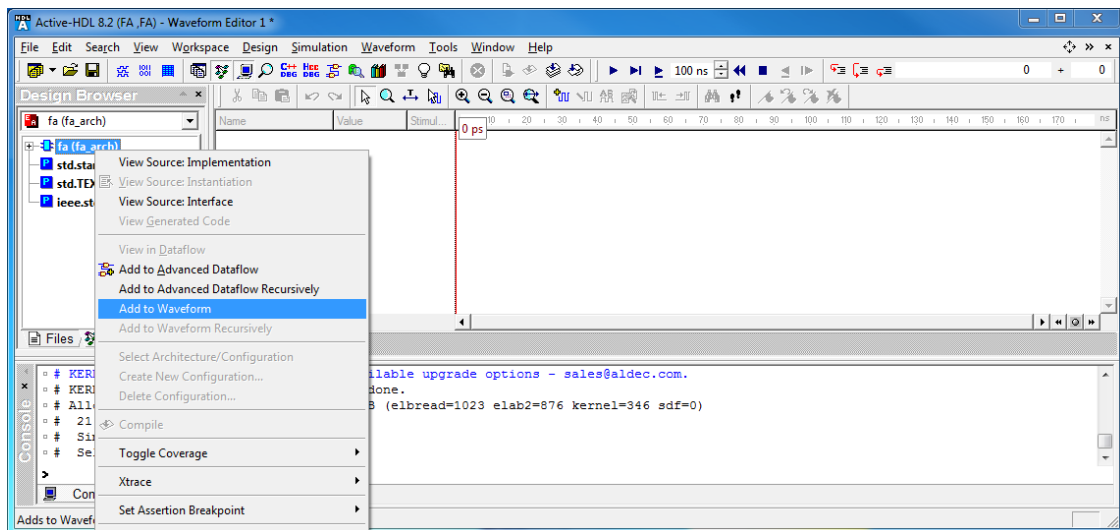 Active-HDL 8.2 (FA ,FA) - Waveform Editor 1 *
File Edit Search View Workspace Design Simulation Waveform Tools Window Help
C++ DEG HEC DEG 100 ns 0 + 0
Design Browser
fa (fa_arch)
Name Value Stimul... 0 ps 10 20 30 40 50 60 70 80 90 100 110 120 130 140 150 160 170 ns
fa (fa_arch)
std.sta
std.TEX
ieee.st
View Source: Implementation
View Source: Instantiation
View Source: Interface
View Generated Code
View in Dataflow
Add to Advanced Dataflow
Add to Advanced Dataflow Recursively
Add to Waveform
Add to Waveform Recursively
Select Architecture/Configuration
Create New Configuration...
Delete Configuration...
Compile
Toggle Coverage
Xtrace
Set Assertion Breakpoint
Files
# KER ilable upgrade options - sales@aldec.com.
# KER done.
# All B (elbread=1023 elab2=876 kernel=346 sdf=0)
# 21
# Si
# Se
>
Console
Con
Adds to Wavef